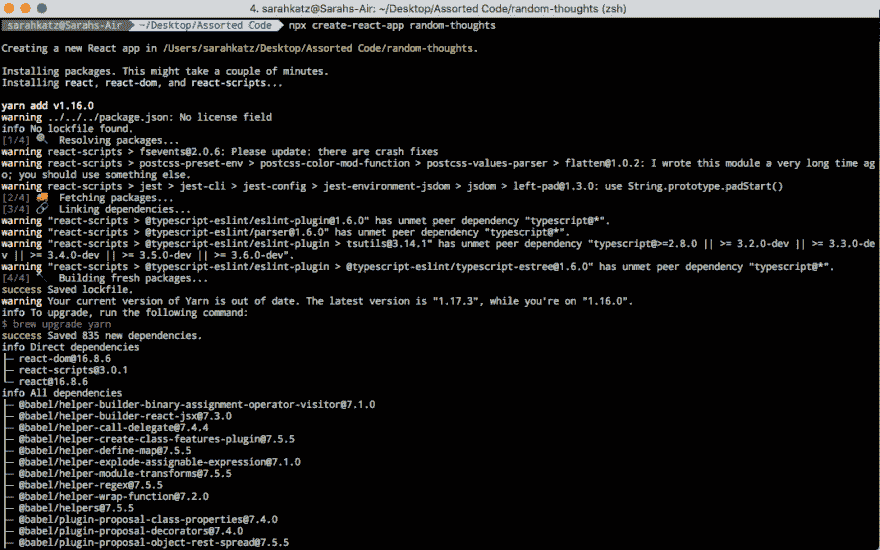 4. sarahkatz@Sarahs-Air: ~/Desktop/Assorted Code/random-thoughts (zsh)
sarahkatz@Sarahs-Air ~/Desktop/Assorted Code npx create-react-app random-thoughts
Creating a new React app in /Users/sarahkatz/Desktop/Assorted Code/random-thoughts.
Installing packages. This might take a couple of minutes.
Installing react, react-dom, and react-scripts...
yarn add v1.16.0
warning ../../../package.json: No license field
info No lockfile found.
[1/4] 🔍 Resolving packages...
warning react-scripts > fsevents@2.0.6: Please update: there are crash fixes
warning react-scripts > postcss-preset-env > postcss-color-mod-function > postcss-values-parser > flatten@1.0.2: I wrote this module a very long time ag
o; you should use something else.
warning react-scripts > jest > jest-cli > jest-config > jest-environment-jsdom > jsdom > left-pad@1.3.0: use String.prototype.padStart()
[2/4] 🚚 Fetching packages...
[3/4] 🔗 Linking dependencies...
warning "react-scripts > @typescript-eslint/eslint-plugin@1.6.0" has unmet peer dependency "typescript@*".
warning "react-scripts > @typescript-eslint/parser@1.6.0" has unmet peer dependency "typescript@*".
warning "react-scripts > @typescript-eslint/eslint-plugin > tsutils@3.14.1" has unmet peer dependency "typescript@>=2.8.0 || >= 3.2.0-dev || >= 3.3.0-de
v || >= 3.4.0-dev || >= 3.5.0-dev || >= 3.6.0-dev".
warning "react-scripts > @typescript-eslint/eslint-plugin > @typescript-eslint/typescript-estree@1.6.0" has unmet peer dependency "typescript@*".
[4/4] 🔨 Building fresh packages...
success Saved lockfile.
warning Your current version of Yarn is out of date. The latest version is "1.17.3", while you're on "1.16.0".
info To upgrade, run the following command:
$ brew upgrade yarn
success Saved 835 new dependencies.
info Direct dependencies
├─ react-dom@16.8.6
├─ react-scripts@3.0.1
└─ react@16.8.6
info All dependencies
├─ @babel/helper-builder-binary-assignment-operator-visitor@7.1.0
├─ @babel/helper-builder-react-jsx@7.3.0
├─ @babel/helper-call-delegate@7.4.4
├─ @babel/helper-create-class-features-plugin@7.5.5
├─ @babel/helper-define-map@7.5.5
├─ @babel/helper-explode-assignable-expression@7.1.0
├─ @babel/helper-module-transforms@7.5.5
├─ @babel/helper-regex@7.5.5
├─ @babel/helper-wrap-function@7.2.0
├─ @babel/helpers@7.5.5
├─ @babel/plugin-proposal-class-properties@7.4.0
├─ @babel/plugin-proposal-decorators@7.4.0
├─ @babel/plugin-proposal-object-rest-spread@7.5.5